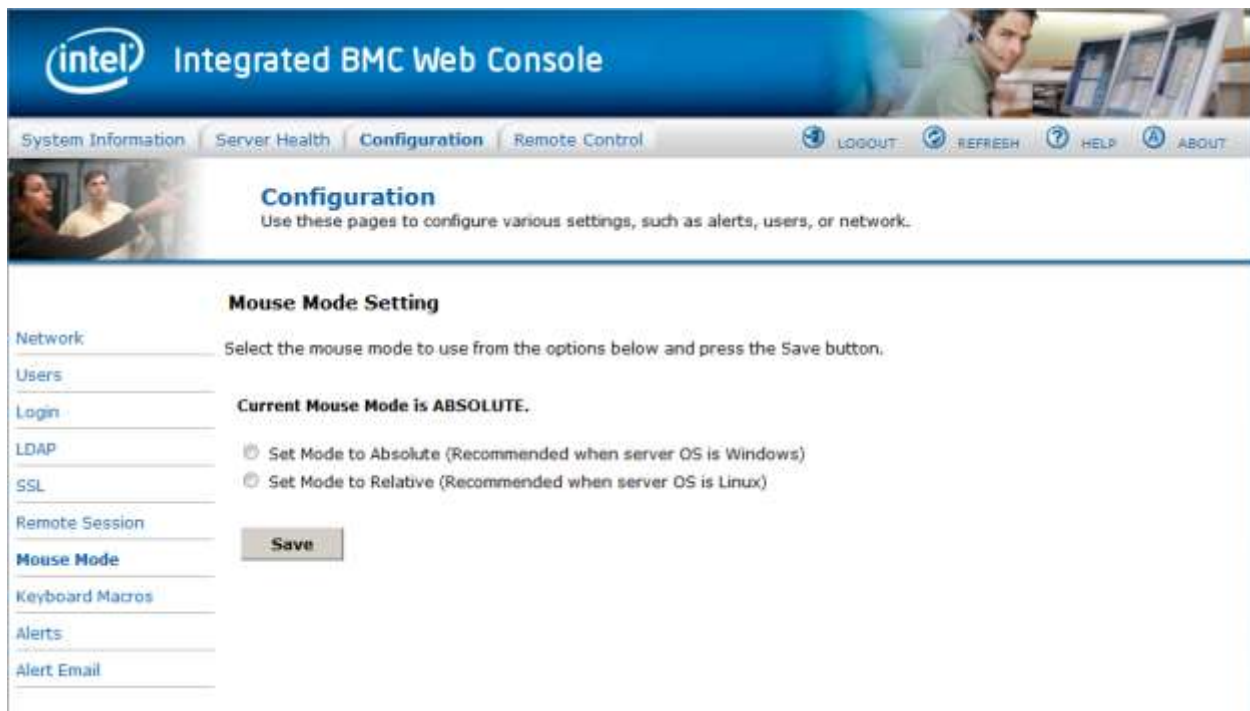 intel Integrated BMC Web Console
System Information Server Health Configuration Remote Control LOGOUT REFRESH HELP ABOUT
Configuration
Use these pages to configure various settings, such as alerts, users, or network.
Mouse Mode Setting
Select the mouse mode to use from the options below and press the Save button.
Current Mouse Mode is ABSOLUTE.
Set Mode to Absolute (Recommended when server OS is Windows)
Set Mode to Relative (Recommended when server OS is Linux)
Save
Network
Users
Login
LDAP
SSL
Remote Session
Mouse Mode
Keyboard Macros
Alerts
Alert Email